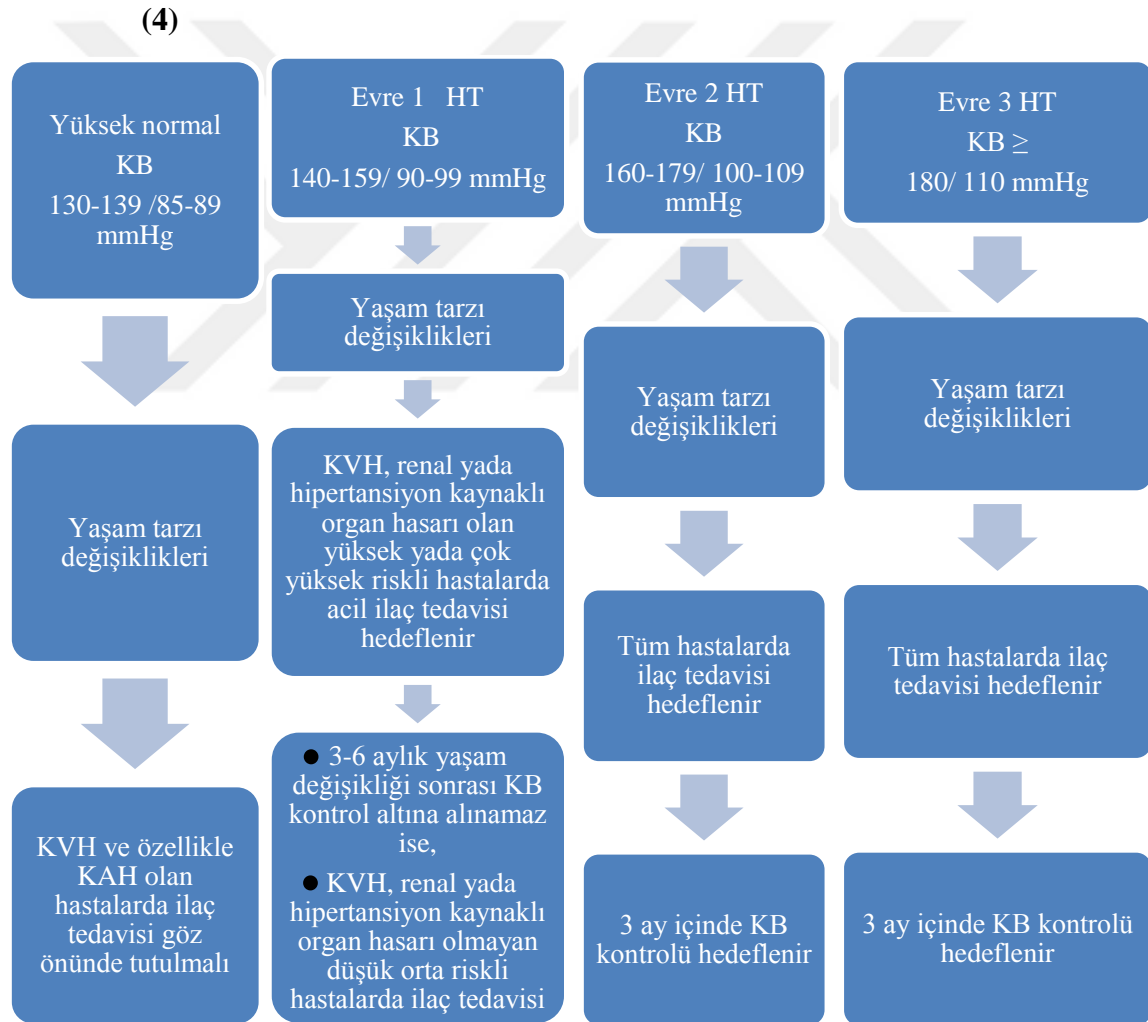 (4)
Yüksek normal
KB
130-139 /85-89
mmHg
Yaşam tarzı
değişiklikleri
KVH ve özellikle
KAH olan
hastalarda ilaç
tedavisi göz
önünde tutulmalı
Evre 1 HT
KB
140-159/ 90-99 mmHg
Yaşam tarzı
değişiklikleri
KVH, renal yada
hipertansiyon kaynaklı
organ hasarı olan
yüksek yada çok
yüksek riskli hastalarda
acil ilaç tedavisi
hedeflenir
● 3-6 aylık yaşam
değişikliği sonrası KB
kontrol altına alınamaz
ise,
● KVH, renal yada
hipertansiyon kaynaklı
organ hasarı olmayan
düşük orta riskli
hastalarda ilaç tedavisi
Evre 2 HT
KB
160-179/ 100-109
mmHg
Yaşam tarzı
değişiklikleri
Tüm hastalarda
ilaç tedavisi
hedeflenir
3 ay içinde KB
kontrolü hedeflenir
Evre 3 HT
KB ≥
180/ 110 mmHg
Yaşam tarzı
değişiklikleri
Tüm hastalarda ilaç
tedavisi hedeflenir
3 ay içinde KB kontrolü
hedeflenir